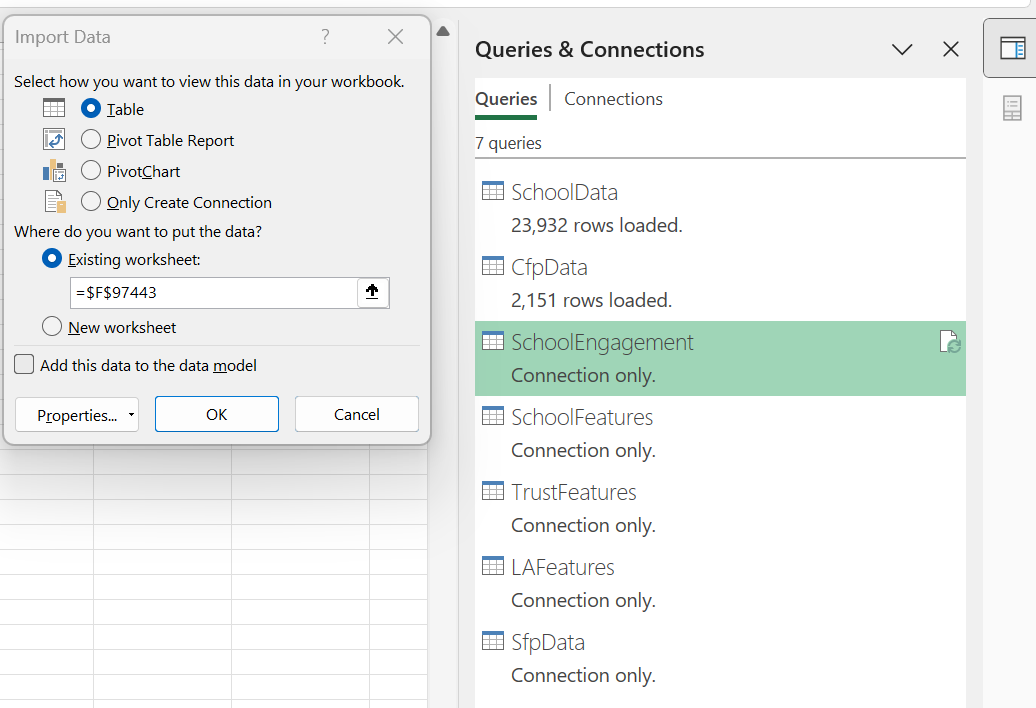 Import Data
?
Select how you want to view this data in your workbook.
Table
Pivot Table Report
PivotChart
Only Create Connection
Where do you want to put the data?
Existing worksheet:
=$F$97443
New worksheet
Add this data to the data model
Properties...
OK
Cancel
Queries & Connections
Queries
Connections
7 queries
SchoolData
23,932 rows loaded.
CfpData
2,151 rows loaded.
SchoolEngagement
Connection only.
SchoolFeatures
Connection only.
TrustFeatures
Connection only.
LAFeatures
Connection only.
SfpData
Connection only.